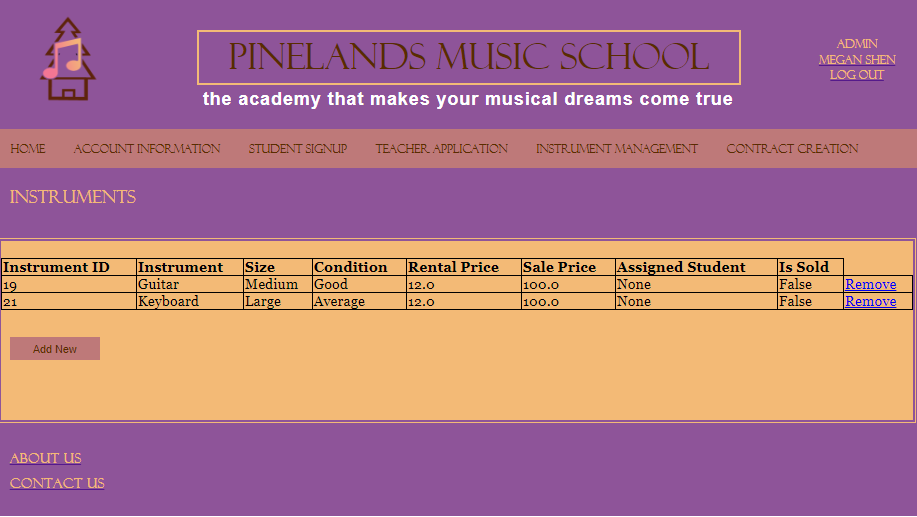 PINELANDS MUSIC SCHOOL
the academy that makes your musical dreams come true
ADMIN
MEGAN SHEN
LOG OUT
HOME ACCOUNT INFORMATION STUDENT SIGNUP TEACHER APPLICATION INSTRUMENT MANAGEMENT CONTRACT CREATION
INSTRUMENTS
Instrument ID Instrument Size Condition Rental Price Sale Price Assigned Student Is Sold
19 Guitar Medium Good 12.0 100.0 None False Remove
21 Keyboard Large Average 12.0 100.0 None False Remove
Add New
ABOUT US
CONTACT US